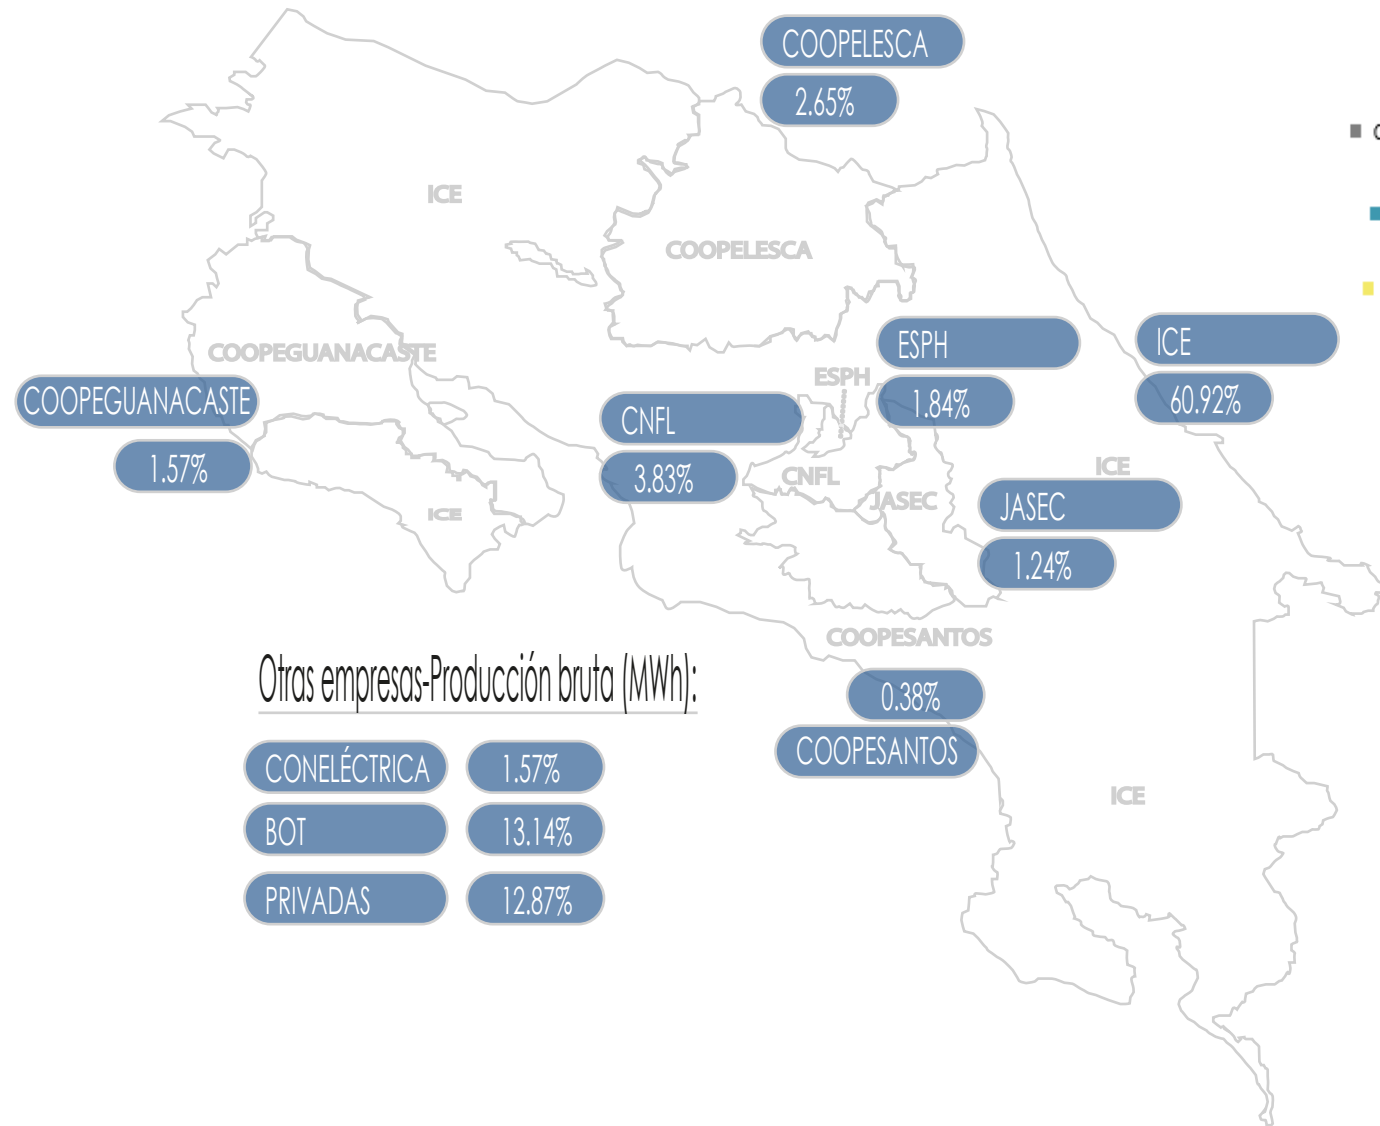 COOPELESCA
2.65%
ICE
COOPELESCA
COOPEGUANACASTE
COOPEGUANACASTE
1.57%
ICE
ESPH
ESPH
1.84%
ICE
60.92%
CNFL
3.83%
CNFL
JASEC
ICE
JASEC
1.24%
COOPESANTOS
0.38%
COOPESANTOS
ICE
Otras empresas-Producción bruta (MWh):
CONELÉCTRICA 1.57%
BOT 13.14%
PRIVADAS 12.87%